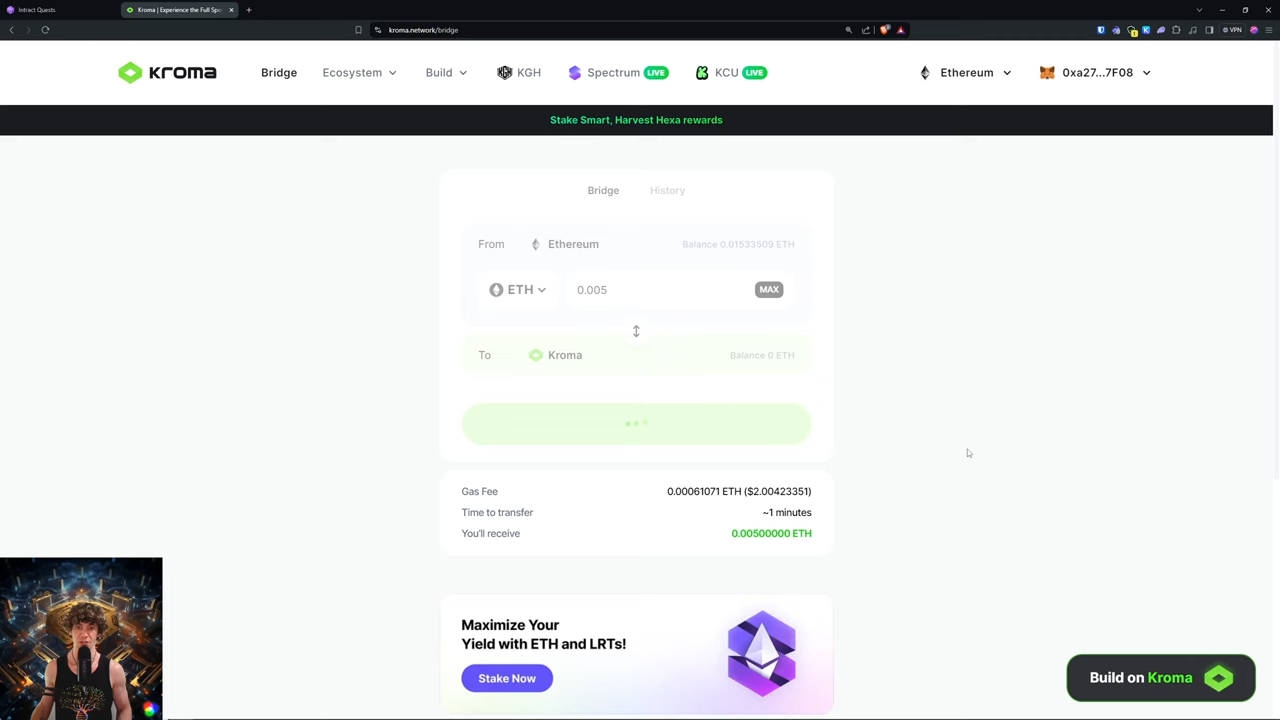 Intract Quests
Kroma | Experience the Full Spe
kroma.network/bridge
VPN
kroma
Bridge
Ecosystem
Build
KGH
Spectrum LIVE
KCU LIVE
Ethereum
0xa27...7F08
Stake Smart, Harvest Hexa rewards
Bridge
History
From
Ethereum
Balance 0.01533509 ETH
ETH
0.005
MAX
To
Kroma
Balance 0 ETH
Gas Fee
0.00061071 ETH ($2.00423351)
Time to transfer
~1 minutes
You'll receive
0.00500000 ETH
Maximize Your
Yield with ETH and LRTs!
Stake Now
Build on Kroma